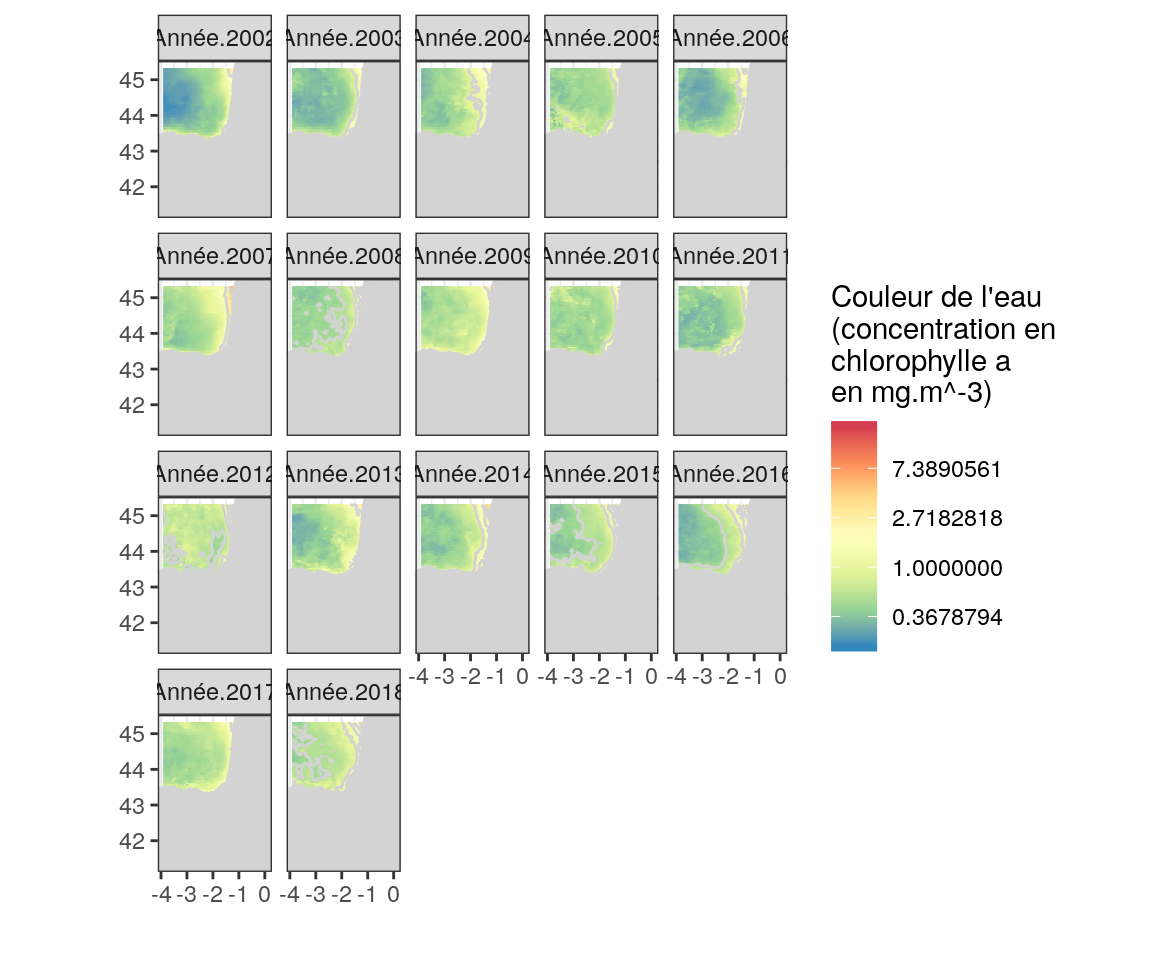 Année.2002 Année.2003 Année.2004 Année.2005 Année.2006
45
44
43
42
Année.2007 Année.2008 Année.2009 Année.2010 Année.2011
45
44
43
42
Année.2012 Année.2013 Année.2014 Année.2015 Année.2016
45
44
43
42
-4 -3 -2 -1 0 -4 -3 -2 -1 0 -4 -3 -2 -1 0
Année.2017 Année.2018
45
44
43
42
-4 -3 -2 -1 0 -4 -3 -2 -1 0
Couleur de l'eau
(concentration en
chlorophylle a
en mg.m^-3)
7.3890561
2.7182818
1.0000000
0.3678794